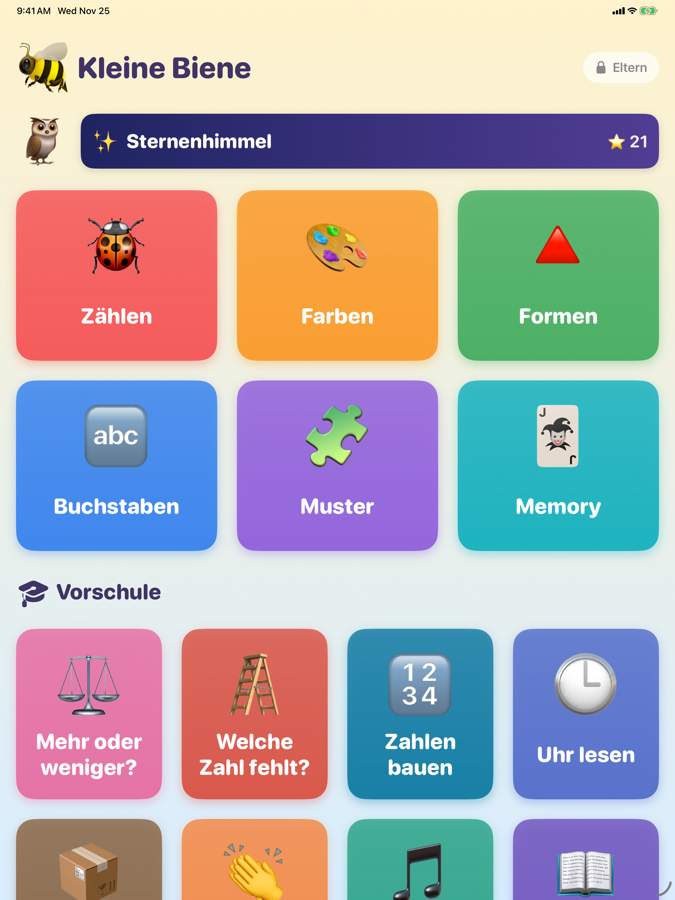 9:41 AM Wed Nov 25
Kleine Biene
Eltern
Sternenhimmel
21
Zählen
Farben
Formen
abc
Buchstaben
Muster
J
J
Memory
Vorschule
Mehr oder
weniger?
Welche
Zahl fehlt?
1 2
3 4
Zahlen
bauen
Uhr lesen